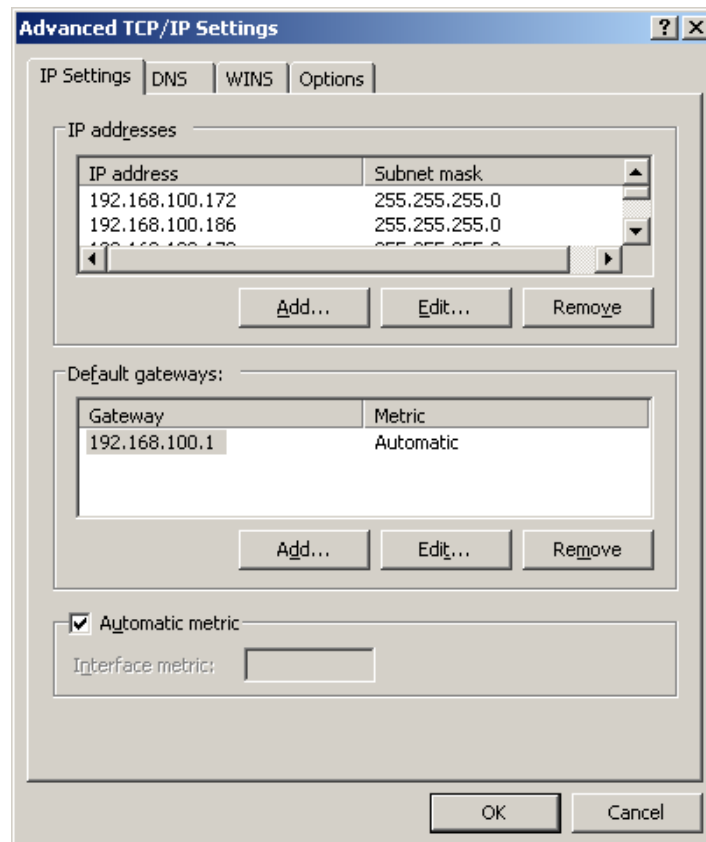 Advanced TCP/IP Settings
IP Settings DNS WINS Options
IP addresses
IP address Subnet mask
192.168.100.172 255.255.255.0
192.168.100.186 255.255.255.0
Add... Edit... Remove
Default gateways:
Gateway Metric
192.168.100.1 Automatic
Add... Edit... Remove
Automatic metric
Interface metric:
OK Cancel